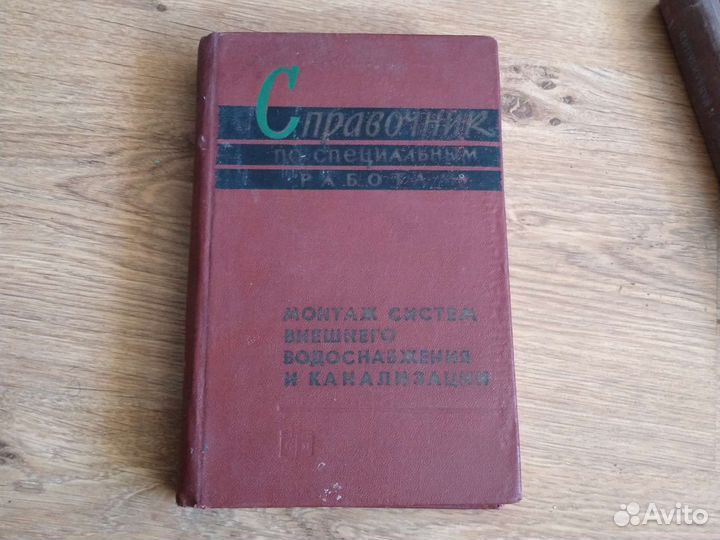 Справочник
по специальным
работам
МОНТАЖ СИСТЕМ
ВНЕШНЕГО
ВОДОСНАБЖЕНИЯ
И КАНАЛИЗАЦИИ
Avito